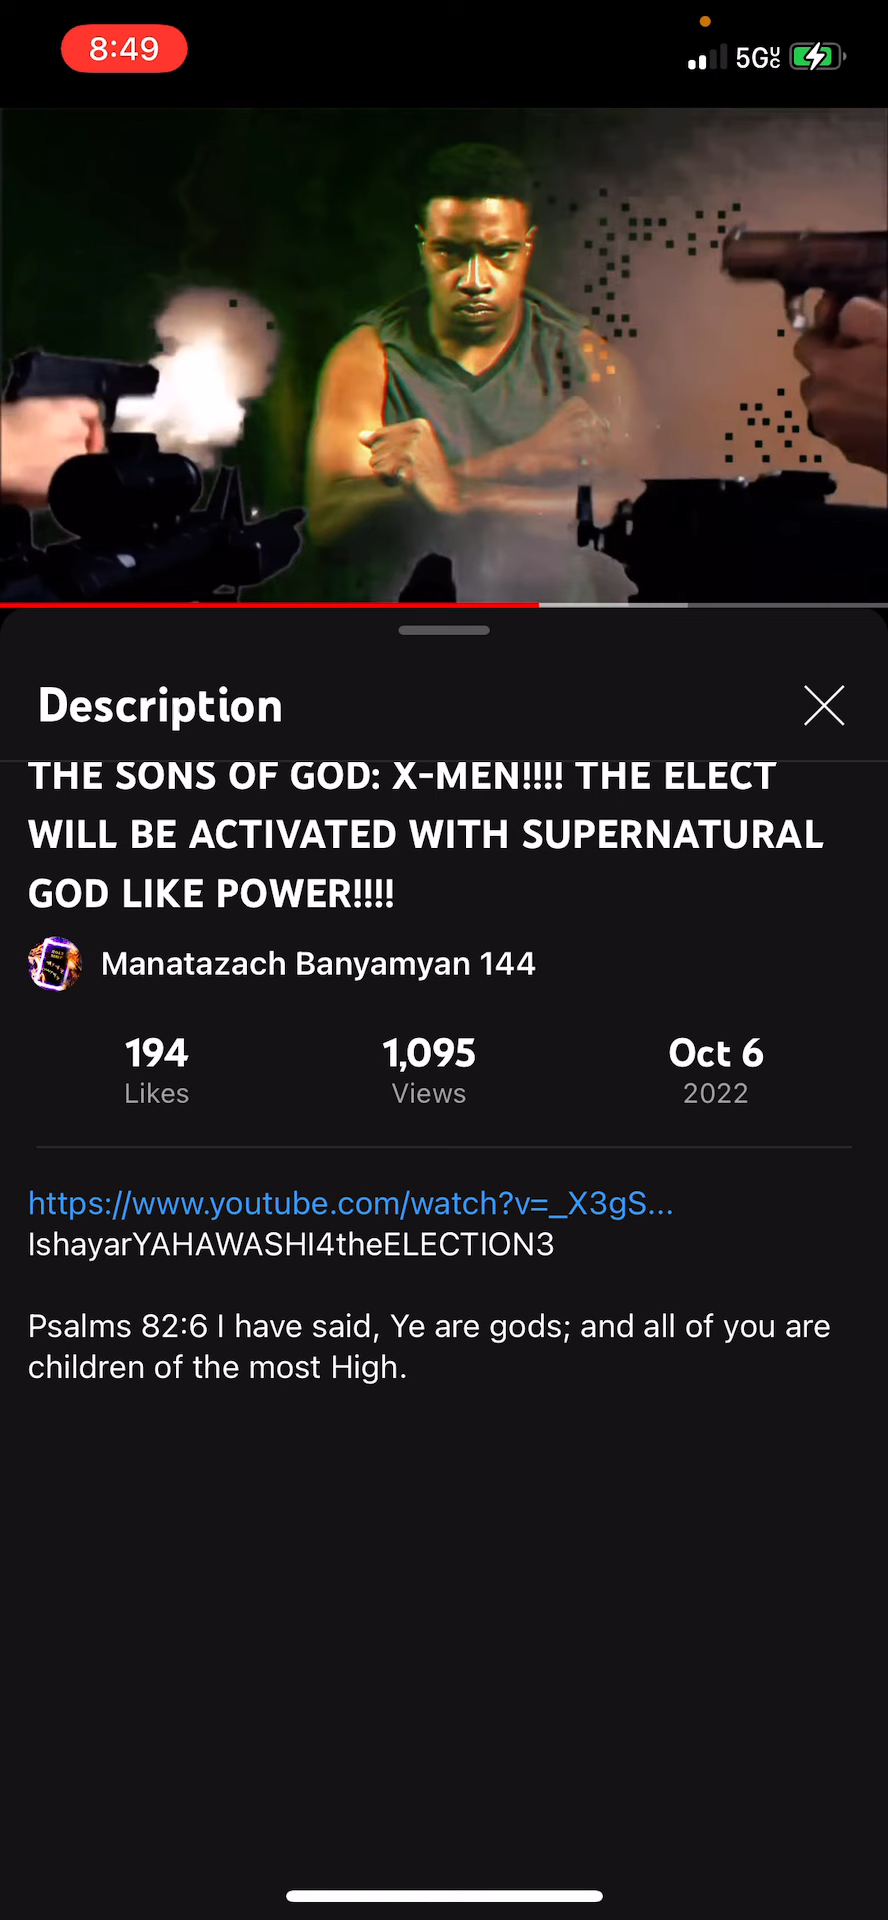 8:49
5GUC
Description
THE SONS OF GOD: X-MEN!!!! THE ELECT
WILL BE ACTIVATED WITH SUPERNATURAL
GOD LIKE POWER!!!!
Manatazach Banyamyan 144
194 1,095 Oct 6
Likes Views 2022
https://www.youtube.com/watch?v=_X3gS...
IshayarYAHAWASHI4theELECTION3
Psalms 82:6 I have said, Ye are gods; and all of you are
children of the most High.